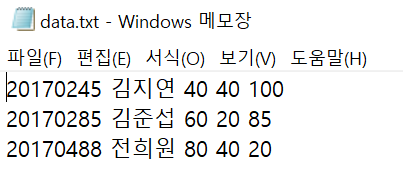 data.txt - Windows 메모장
파일(F) 편집(E) 서식(O) 보기(V) 도움말(H)
20170245 김지연 40 40 100
20170285 김준섭 60 20 85
20170488 전희원 80 40 20